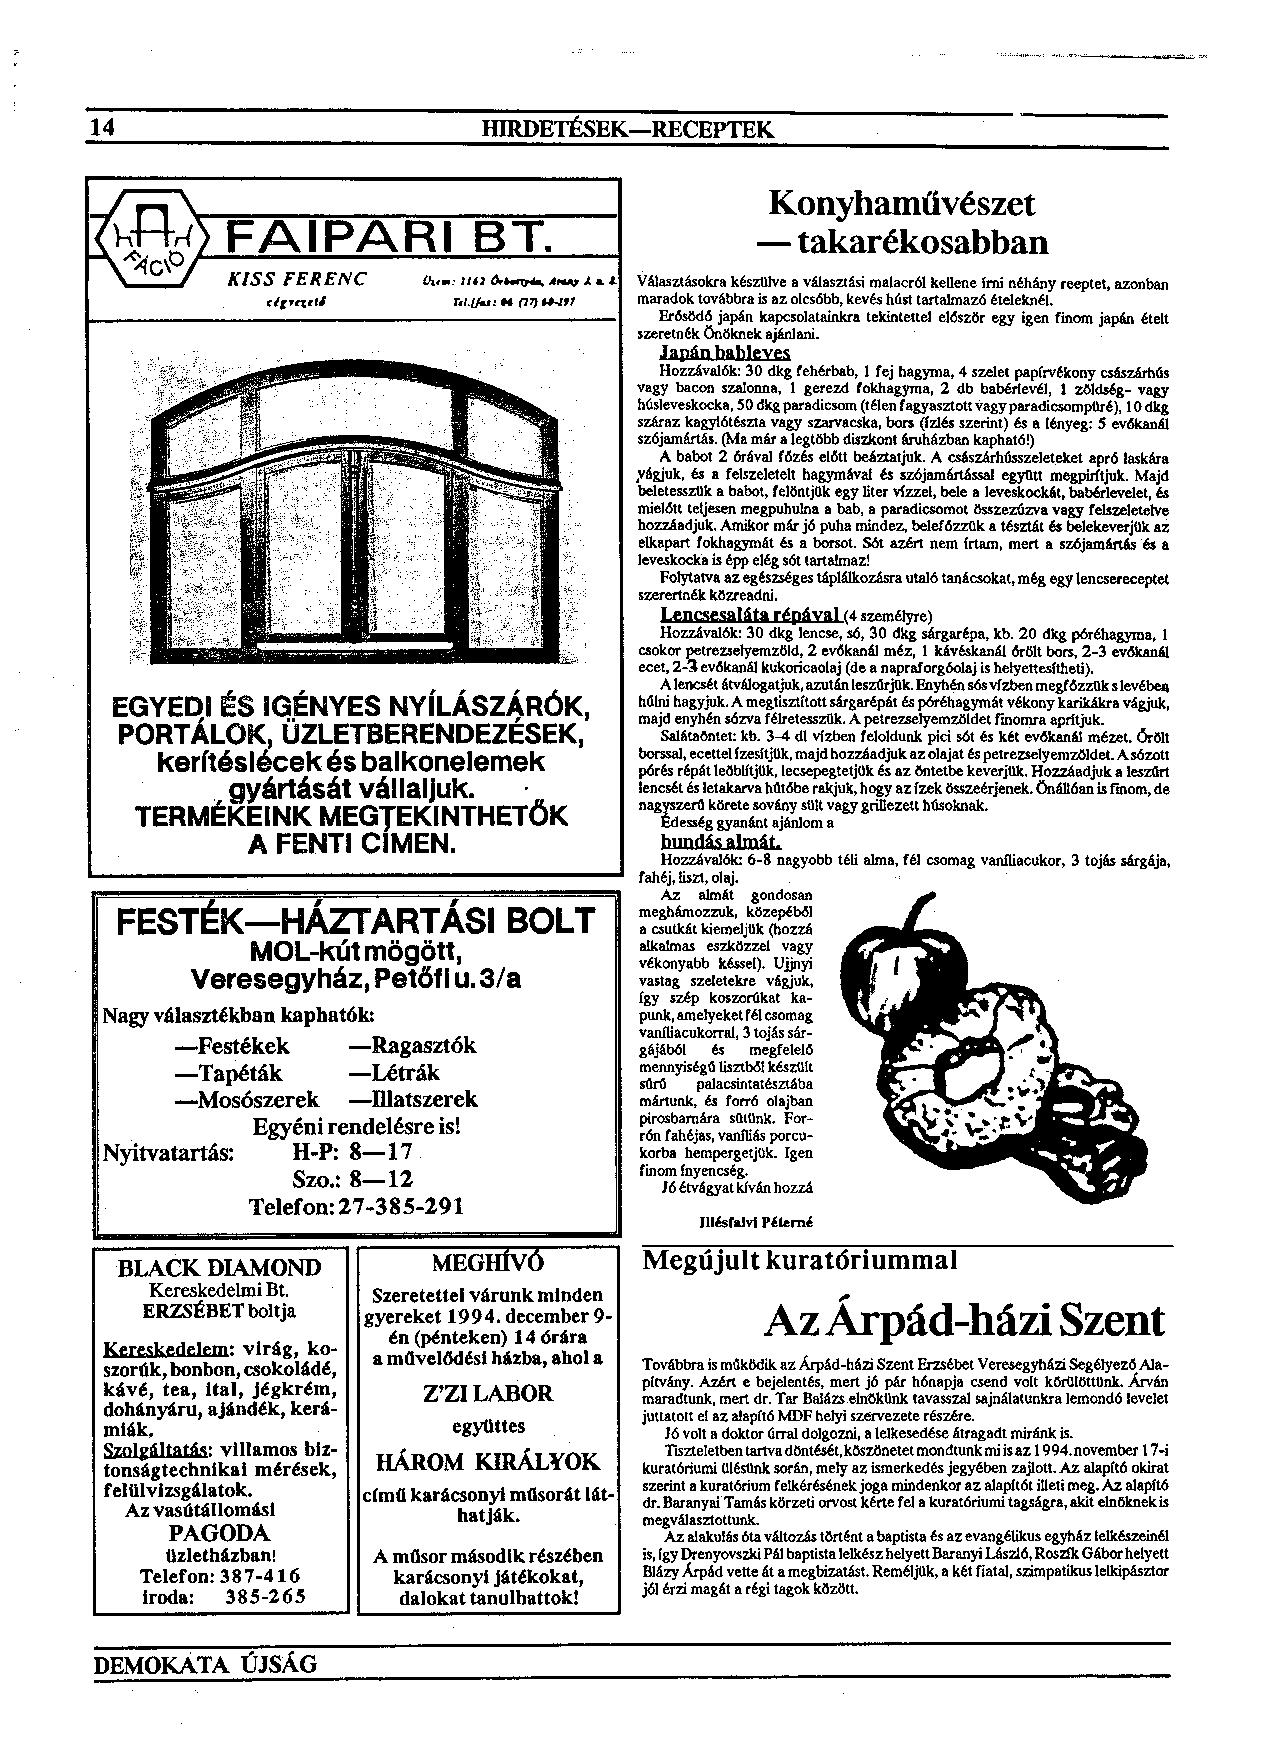 14
HIRDETÉSEK—RECEPTEK
HAH
FÁCIÓ
FAIPARI BT.
KISS FERENC
cégvezető
EGYEDI ÉS IGÉNYES NYÍLÁSZÁRÓK,
PORTÁLOK, ÜZLETBERENDEZÉSEK,
kerítéslécek és balkonelemek
gyártását vállaljuk.
TERMÉKEINK MEGTEKINTHETŐK
A FENTI CÍMEN.
FESTÉK—HÁZTARTÁSI BOLT
MOL-kút mögött,
Veresegyház, Petőfi u. 3/a
Nagy választékban kaphatók:
—Festékek —Ragasztók
—Tapéták —Létrák
—Mosószerek —Illatszerek
Egyéni rendelésre is!
Nyitvatartás: H-P: 8—17
Szo.: 8—12
Telefon: 27-385-291
BLACK DIAMOND
Kereskedelmi Bt.
ERZSÉBET boltja
Kereskedelem: virág, ko-
szorúk, bonbon, csokoládé,
kávé, tea, ital, jégkrém,
dohányáru, ajándék, kerá-
miák.
Szolgáltatás: villamos biz-
tonságtechnikai mérések,
felülvizsgálatok.
Az vasútállomási
PAGODA
üzletházban!
Telefon: 387-416
iroda: 385-265
MEGHÍVÓ
Szeretettel várunk minden
gyereket 1994. december 9-
én (pénteken) 14 órára
a művelődési házba, ahol a
Z'ZI LABOR
együttes
HÁROM KIRÁLYOK
című karácsonyi műsorát lát-
hatják.
A műsor második részében
karácsonyi játékokat,
dalokat tanulhattok!
Konyhaművészet
— takarékosabban
Választásokra készülve a választási malacról kellene írni néhány reeptet, azonban
maradok továbbra is az olcsóbb, kevés húst tartalmazó ételeknél.
Erősödő japán kapcsolatainkra tekintettel először egy igen finom japán ételt
szeretnék Önöknek ajánlani.
Japán bableves
Hozzávalók: 30 dkg fehérbab, 1 fej hagyma, 4 szelet papírvékony császárhús
vagy bacon szalonna, 1 gerezd fokhagyma, 2 db babérlevél, 1 zöldség- vagy
húsleveskocka, 50 dkg paradicsom (télen fagyasztott vagy paradicsompüré), 10 dkg
száraz kagylótészta vagy szarvacska, bors (ízlés szerint) és a lényeg: 5 evőkanál
szójamártás. (Ma már a legtöbb diszkont áruházban kapható!)
A babot 2 órával főzés előtt beáztatjuk. A császárhússzeleteket apró laskára
vágjuk, és a felszeletelt hagymával és szójamártással együtt megpirítjuk. Majd
beletesszük a babot, felöntjük egy liter vízzel, bele a leveskockát, babérlevelet, és
mielőtt teljesen megpuhulna a bab, a paradicsomot összezúzva vagy felszeletelve
hozzáadjuk. Amikor már jó puha mindez, belefőzzük a tésztát és belekeverjük az
elkapart fokhagymát és a borsot. Sót azért nem írtam, mert a szójamártás és a
leveskocka is épp elég sót tartalmaz!
Folytatva az egészséges táplálkozásra utaló tanácsokat, még egy lencsereceptet
szerertnék közreadni.
Lencsesaláta répával (4 személyre)
Hozzávalók: 30 dkg lencse, só, 30 dkg sárgarépa, kb. 20 dkg póréhagyma, 1
csokor petrezselyemzöld, 2 evőkanál méz, 1 kávéskanál őrölt bors, 2-3 evőkanál
ecet, 2-3 evőkanál kukoricaolaj (de a napraforgóolaj is helyettesítheti).
A lencsét átválogatjuk, azután leszűrjük. Enyhén sós vízben megfőzzük s levében
hűlni hagyjuk. A megtisztított sárgarépát és póréhagymát vékony karikákra vágjuk,
majd enyhén sózva félretesszük. A petrezselyemzöldet finomra aprítjuk.
Salátaöntet: kb. 3-4 dl vízben feloldunk pici sót és két evőkanál mézet. Őrölt
borssal, ecettel ízesítjük, majd hozzáadjuk az olajat és petrezselyemzöldet. A sózott
pórés répát leöblítjük, lecsepegtetjük és az öntetbe keverjük. Hozzáadjuk a leszűrt
lencsét és letakarva hűtőbe rakjuk, hogy az ízek összeérjenek. Önállóan is finom, de
nagyszerű körete sovány sült vagy grillezett húsoknak.
Édesség gyanánt ajánlom a
bundás almát.
Hozzávalók: 6-8 nagyobb téli alma, fél csomag vaníliacukor, 3 tojás sárgája,
fahéj, liszt, olaj.
Az almát gondosan
meghámozzuk, közepéből
a csutkát kiemeljük (hozzá
alkalmas eszközzel vagy
vékonyabb késsel). Ujjnyi
vastag szeletekre vágjuk,
így szép koszorúkat ka-
punk, amelyeket fél csomag
vaníliacukorral, 3 tojás sár-
gájából és megfelelő
mennyiségű lisztből készült
sűrű palacsintatésztába
mártunk, és forró olajban
pirosbarnára sütünk. For-
rón fahéjas, vaníliás porcu-
korba hempergetjük. Igen
finom ínyencség.
Jó étvágyat kíván hozzá
Illésfalvi Péterné
Megújult kuratóriummal
Az Árpád-házi Szent
Továbbra is működik az Árpád-házi Szent Erzsébet Veresegyházi Segélyező Ala-
pítvány. Azért e bejelentés, mert jó pár hónapja csend volt körülöttünk. Árván
maradtunk, mert dr. Tar Balázs elnökünk tavasszal sajnálatunkra lemondó levelet
juttatott el az alapító MDF helyi szervezete részére.
Jó volt a doktor úrral dolgozni, a lelkesedése átragadt miránk is.
Tiszteletben tartva döntését, köszönetet mondtunk mi is az 1994. november 17-i
kuratóriumi ülésünk során, mely az ismerkedés jegyében zajlott. Az alapító okirat
szerint a kuratórium felkérésének joga mindenkor az alapítót illeti meg. Az alapító
dr. Baranyai Tamás körzeti orvost kérte fel a kuratóriumi tagságra, akit elnöknek is
megválasztottunk.
Az alakulás óta változás történt a baptista és az evangélikus egyház lelkészeinél
is, így Drenyovszki Pál baptista lelkész helyett Baranyi László, Roszík Gábor helyett
Blázy Árpád vette át a megbizatást. Reméljük, a két fiatal, szimpatikus lelkipásztor
jól érzi magát a régi tagok között.
DEMOKATA ÚJSÁG